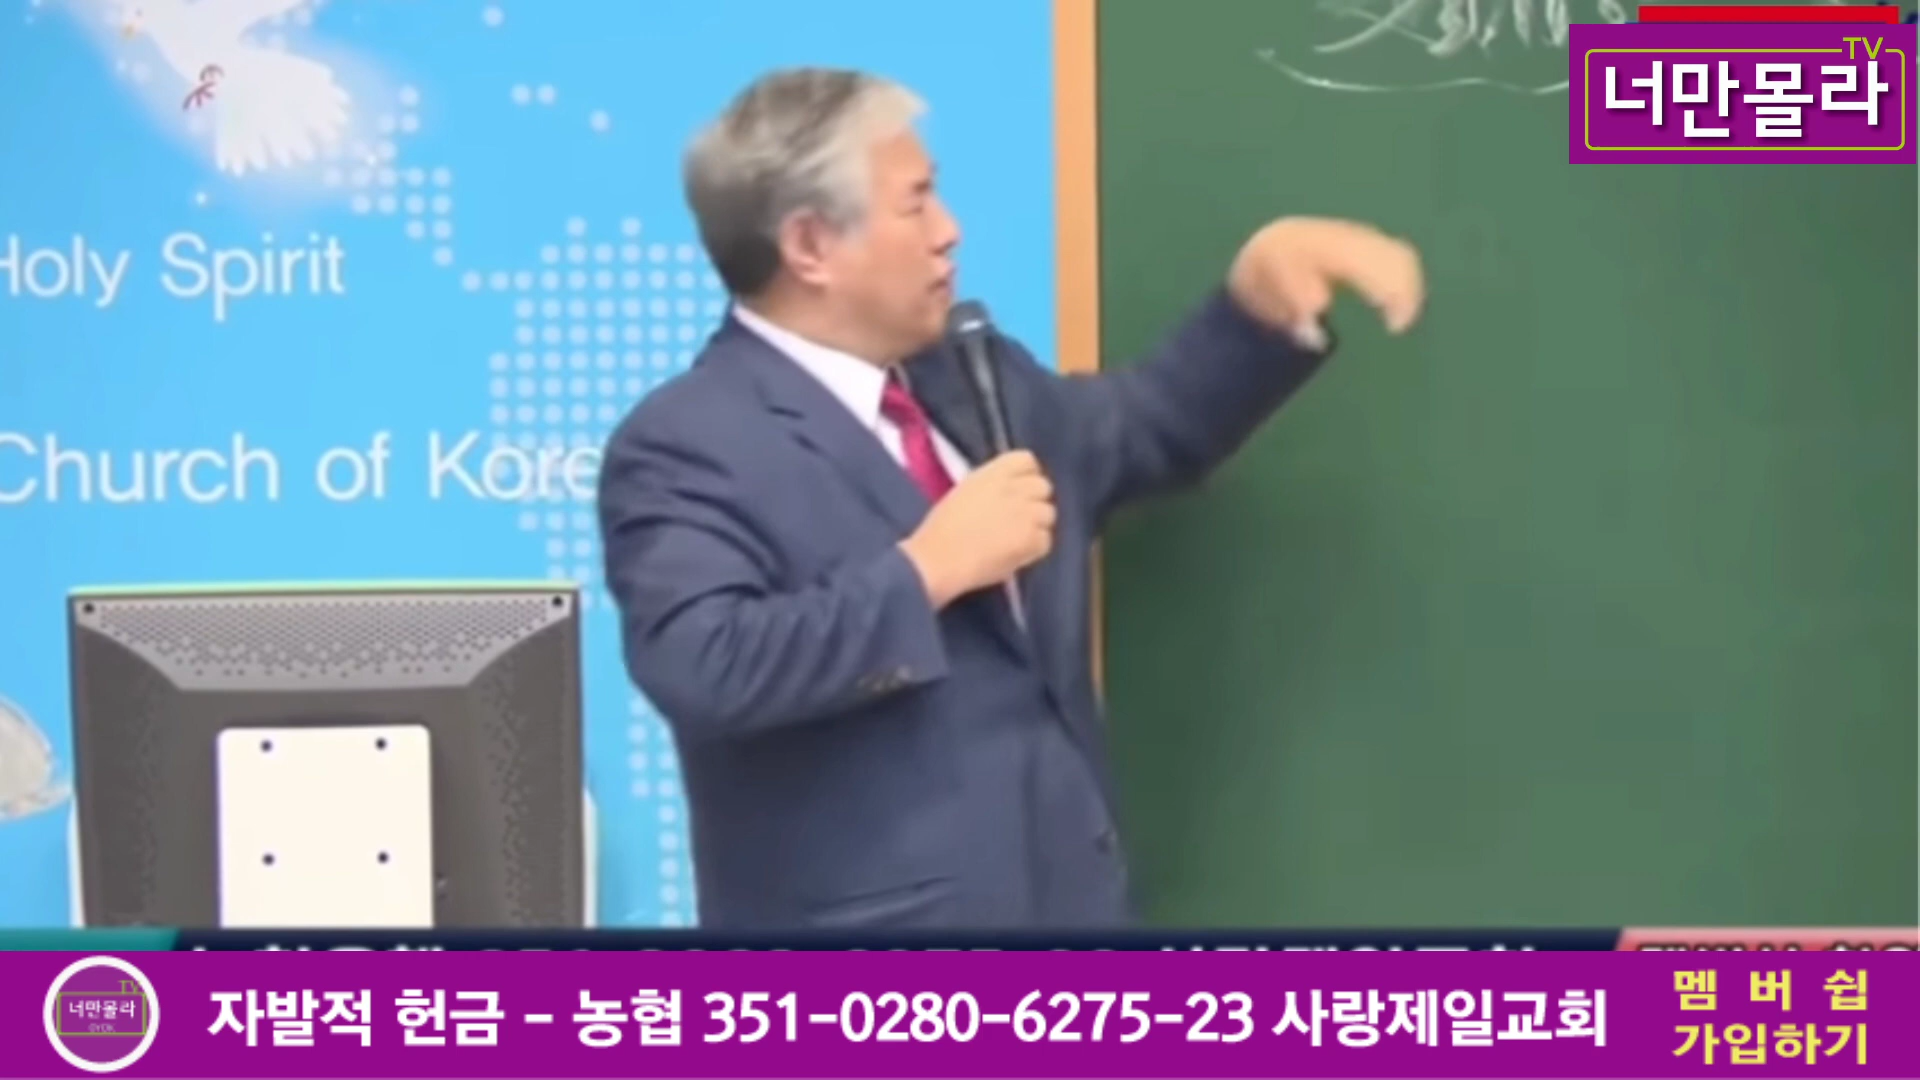 TV
너만몰라
Holy Spirit
Church of Kore
자발적 헌금 - 농협 351-0280-6275-23 사랑제일교회
멤버쉽
가입하기
TV
너만몰라